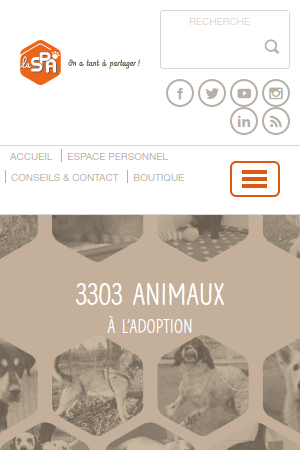 RECHERCHE
la SPA
On a tant à partager !
ACCUEIL | ESPACE PERSONNEL
| CONSEILS & CONTACT | BOUTIQUE
3303 ANIMAUX
À L'ADOPTION